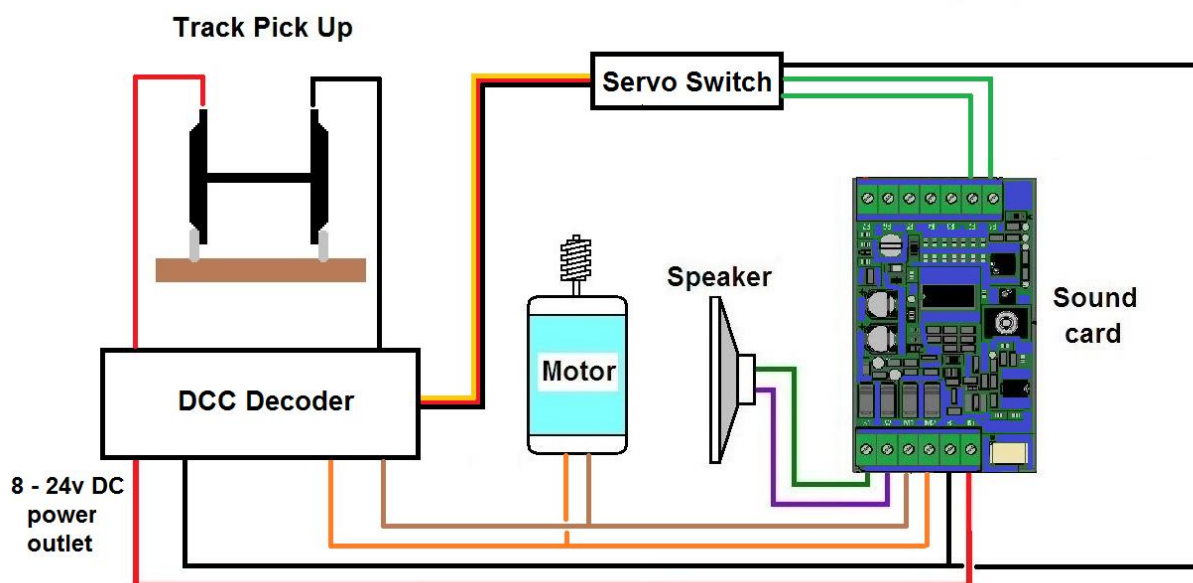 Track Pick Up
Servo Switch
Speaker
Sound
card
Motor
DCC Decoder
8 - 24v DC
power
outlet